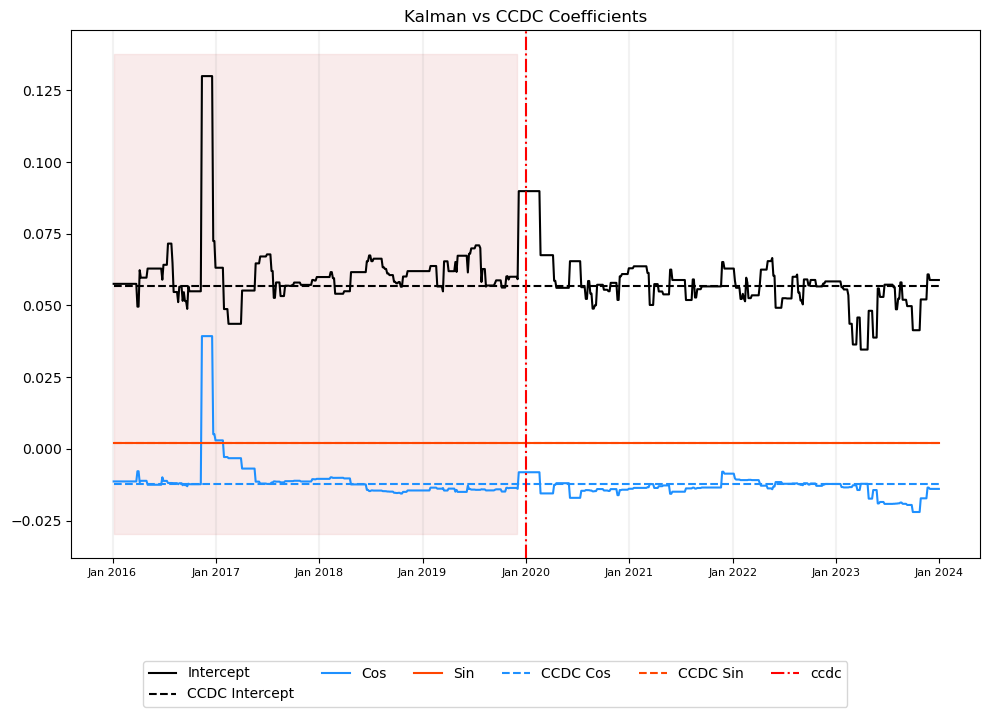 Kalman vs CCDC Coefficients
0.125
0.100
0.075
0.050
0.025
0.000
−0.025
Jan 2016 Jan 2017 Jan 2018 Jan 2019 Jan 2020 Jan 2021 Jan 2022 Jan 2023 Jan 2024
Intercept Cos Sin CCDC Cos CCDC Sin ccdc
CCDC Intercept